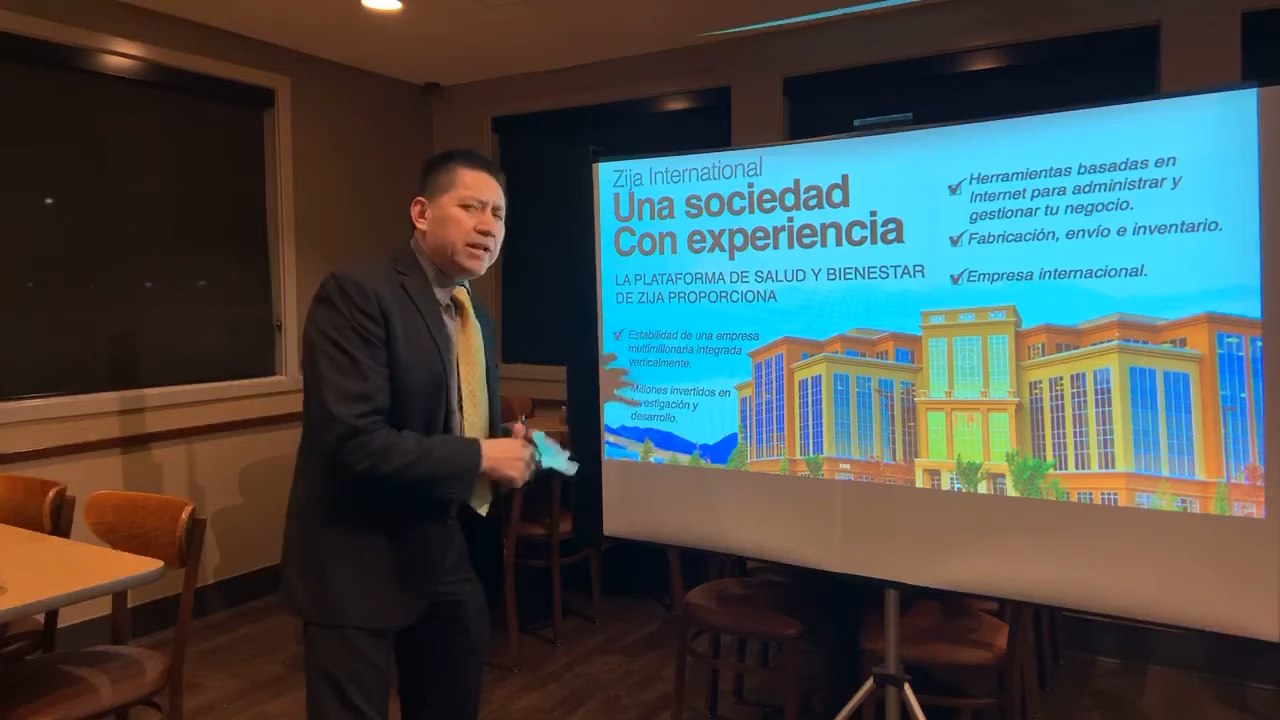 Zija International
Una sociedad
Con experiencia
LA PLATAFORMA DE SALUD Y BIENESTAR
DE ZIJA PROPORCIONA
Estabilidad de una empresa
multimillonaria integrada
verticalmente.
Millones invertidos en
investigación y
desarrollo.
Herramientas basadas en
Internet para administrar y
gestionar tu negocio.
Fabricación, envío e inventario.
Empresa internacional.